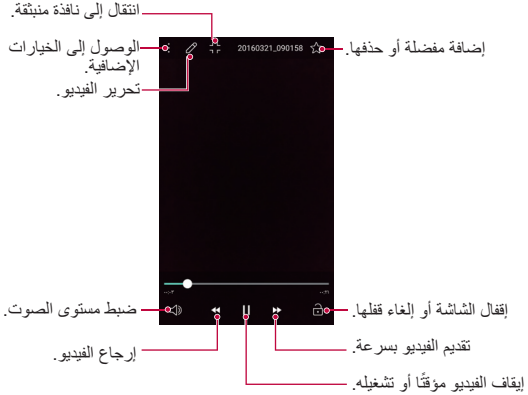 انتقال إلى نافذة منبثقة.
الوصول إلى الخيارات
الإضافية.
تحرير الفيديو.
20160321_090158
إضافة مفضلة أو حذفها.
ضبط مستوى الصوت.
إقفال الشاشة أو إلغاء قفلها.
إرجاع الفيديو.
تقديم الفيديو بسرعة.
إيقاف الفيديو مؤقتًا أو تشغيله.